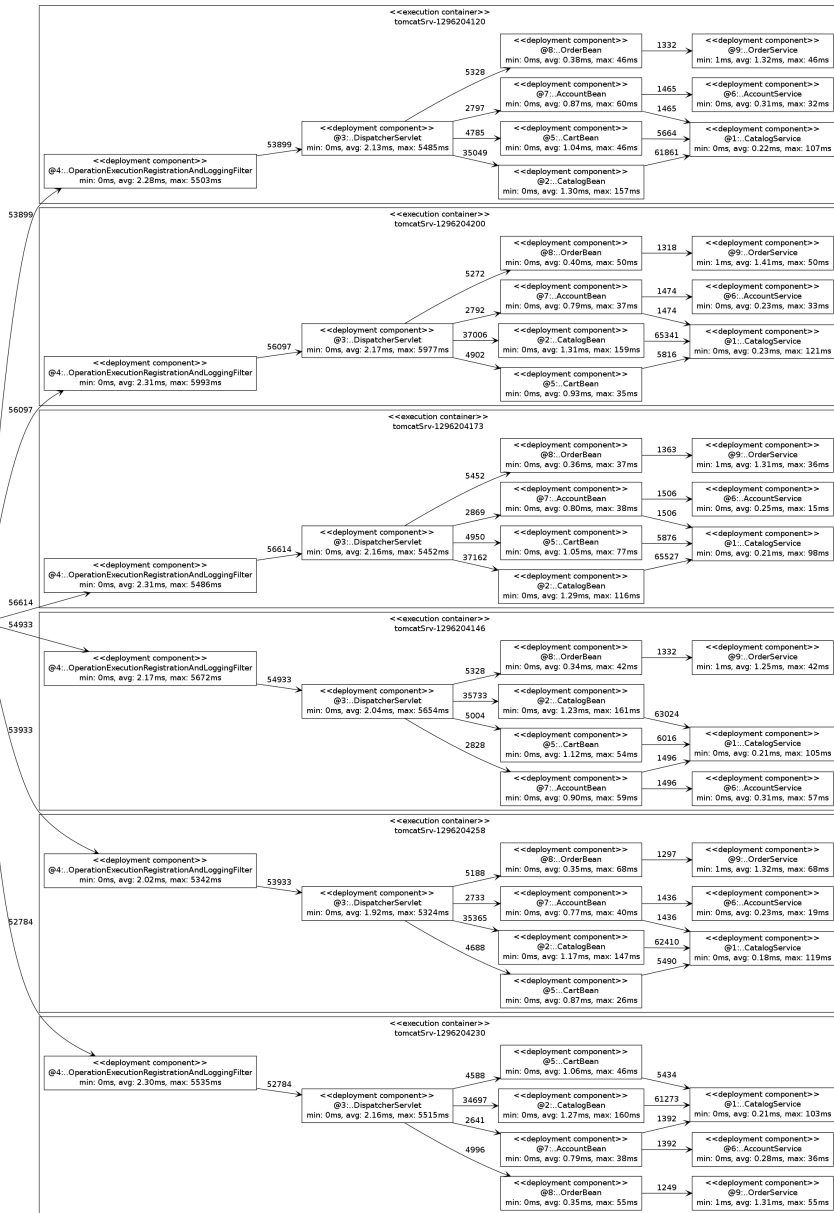 <<execution container>>
tomcatSrv-1296204120
<<deployment component>>
@8:..OrderBean
min: 0ms, avg: 0.38ms, max: 46ms
1332
<<deployment component>>
@9:..OrderService
min: 1ms, avg: 1.32ms, max: 46ms
5328
<<deployment component>>
@7:..AccountBean
min: 0ms, avg: 0.87ms, max: 60ms
1465
<<deployment component>>
@6:..AccountService
min: 0ms, avg: 0.31ms, max: 32ms
2797
1465
<<deployment component>>
@3:..DispatcherServlet
min: 0ms, avg: 2.13ms, max: 5485ms
4785
<<deployment component>>
@5:..CartBean
min: 0ms, avg: 1.04ms, max: 46ms
5664
<<deployment component>>
@1:..CatalogService
min: 0ms, avg: 0.22ms, max: 107ms
53899
35049
61861
<<deployment component>>
@4:..OperationExecutionRegistrationAndLoggingFilter
min: 0ms, avg: 2.28ms, max: 5503ms
<<deployment component>>
@2:..CatalogBean
min: 0ms, avg: 1.30ms, max: 157ms
53899
<<execution container>>
tomcatSrv-1296204200
<<deployment component>>
@8:..OrderBean
min: 0ms, avg: 0.40ms, max: 50ms
1318
<<deployment component>>
@9:..OrderService
min: 1ms, avg: 1.41ms, max: 50ms
5272
<<deployment component>>
@7:..AccountBean
min: 0ms, avg: 0.79ms, max: 37ms
1474
<<deployment component>>
@6:..AccountService
min: 0ms, avg: 0.23ms, max: 33ms
2792
1474
<<deployment component>>
@3:..DispatcherServlet
min: 0ms, avg: 2.17ms, max: 5977ms
37006
<<deployment component>>
@2:..CatalogBean
min: 0ms, avg: 1.31ms, max: 159ms
65341
<<deployment component>>
@1:..CatalogService
min: 0ms, avg: 0.23ms, max: 121ms
56097
4902
5816
<<deployment component>>
@4:..OperationExecutionRegistrationAndLoggingFilter
min: 0ms, avg: 2.31ms, max: 5993ms
<<deployment component>>
@5:..CartBean
min: 0ms, avg: 0.93ms, max: 35ms
56097
<<execution container>>
tomcatSrv-1296204173
<<deployment component>>
@8:..OrderBean
min: 0ms, avg: 0.36ms, max: 37ms
1363
<<deployment component>>
@9:..OrderService
min: 1ms, avg: 1.31ms, max: 36ms
5452
<<deployment component>>
@7:..AccountBean
min: 0ms, avg: 0.80ms, max: 38ms
1506
<<deployment component>>
@6:..AccountService
min: 0ms, avg: 0.25ms, max: 15ms
2869
1506
<<deployment component>>
@3:..DispatcherServlet
min: 0ms, avg: 2.16ms, max: 5452ms
4950
<<deployment component>>
@5:..CartBean
min: 0ms, avg: 1.05ms, max: 77ms
5876
<<deployment component>>
@1:..CatalogService
min: 0ms, avg: 0.21ms, max: 98ms
56614
37162
65527
<<deployment component>>
@4:..OperationExecutionRegistrationAndLoggingFilter
min: 0ms, avg: 2.31ms, max: 5486ms
<<deployment component>>
@2:..CatalogBean
min: 0ms, avg: 1.29ms, max: 116ms
56614
54933
<<execution container>>
tomcatSrv-1296204146
<<deployment component>>
@8:..OrderBean
min: 0ms, avg: 0.34ms, max: 42ms
1332
<<deployment component>>
@9:..OrderService
min: 1ms, avg: 1.25ms, max: 42ms
<<deployment component>>
@4:..OperationExecutionRegistrationAndLoggingFilter
min: 0ms, avg: 2.17ms, max: 5672ms
5328
54933
<<deployment component>>
@3:..DispatcherServlet
min: 0ms, avg: 2.04ms, max: 5654ms
35733
<<deployment component>>
@2:..CatalogBean
min: 0ms, avg: 1.23ms, max: 161ms
63024
5004
<<deployment component>>
@5:..CartBean
min: 0ms, avg: 1.12ms, max: 54ms
6016
<<deployment component>>
@1:..CatalogService
min: 0ms, avg: 0.21ms, max: 105ms
2828
1496
<<deployment component>>
@7:..AccountBean
min: 0ms, avg: 0.90ms, max: 59ms
1496
<<deployment component>>
@6:..AccountService
min: 0ms, avg: 0.31ms, max: 57ms
53933
<<execution container>>
tomcatSrv-1296204258
<<deployment component>>
@8:..OrderBean
min: 0ms, avg: 0.35ms, max: 68ms
1297
<<deployment component>>
@9:..OrderService
min: 1ms, avg: 1.32ms, max: 68ms
<<deployment component>>
@4:..OperationExecutionRegistrationAndLoggingFilter
min: 0ms, avg: 2.02ms, max: 5342ms
5188
53933
<<deployment component>>
@3:..DispatcherServlet
min: 0ms, avg: 1.92ms, max: 5324ms
2733
<<deployment component>>
@7:..AccountBean
min: 0ms, avg: 0.77ms, max: 40ms
1436
<<deployment component>>
@6:..AccountService
min: 0ms, avg: 0.23ms, max: 19ms
35365
1436
<<deployment component>>
@2:..CatalogBean
min: 0ms, avg: 1.17ms, max: 147ms
62410
<<deployment component>>
@1:..CatalogService
min: 0ms, avg: 0.18ms, max: 119ms
4688
5490
<<deployment component>>
@5:..CartBean
min: 0ms, avg: 0.87ms, max: 26ms
52784
<<execution container>>
tomcatSrv-1296204230
<<deployment component>>
@4:..OperationExecutionRegistrationAndLoggingFilter
min: 0ms, avg: 2.30ms, max: 5535ms
<<deployment component>>
@5:..CartBean
min: 0ms, avg: 1.06ms, max: 46ms
4588
5434
52784
<<deployment component>>
@3:..DispatcherServlet
min: 0ms, avg: 2.16ms, max: 5515ms
34697
<<deployment component>>
@2:..CatalogBean
min: 0ms, avg: 1.27ms, max: 160ms
61273
<<deployment component>>
@1:..CatalogService
min: 0ms, avg: 0.21ms, max: 103ms
2641
1392
<<deployment component>>
@7:..AccountBean
min: 0ms, avg: 0.79ms, max: 38ms
1392
<<deployment component>>
@6:..AccountService
min: 0ms, avg: 0.28ms, max: 36ms
4996
<<deployment component>>
@8:..OrderBean
min: 0ms, avg: 0.35ms, max: 55ms
1249
<<deployment component>>
@9:..OrderService
min: 1ms, avg: 1.31ms, max: 55ms